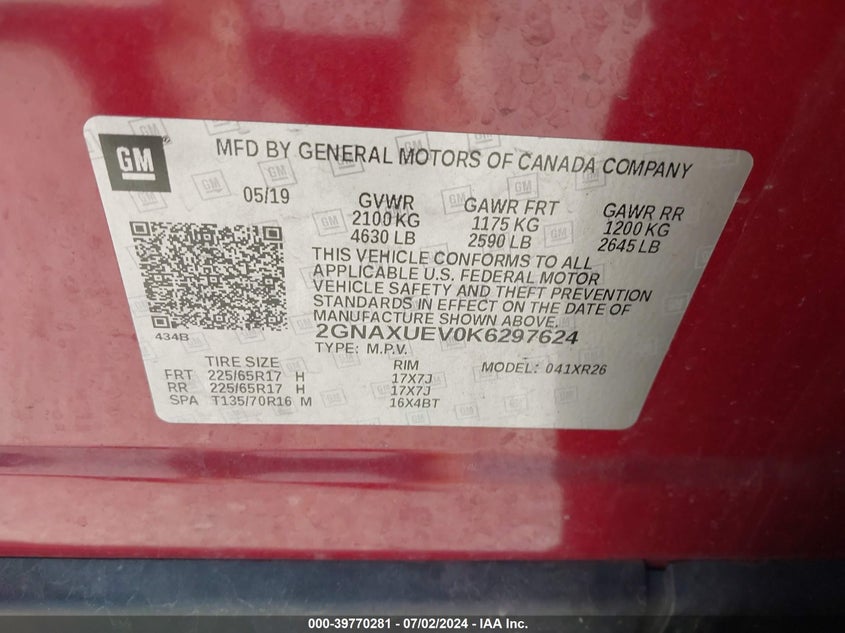 GM
MFD BY GENERAL MOTORS OF CANADA COMPANY
05/19
GVWR
2100 KG
4630 LB
GAWR FRT
1175 KG
2590 LB
GAWR RR
1200 KG
2645 LB
THIS VEHICLE CONFORMS TO ALL
APPLICABLE U.S. FEDERAL MOTOR
VEHICLE SAFETY AND THEFT PREVENTION
STANDARDS IN EFFECT ON THE DATE OF
MANUFACTURE SHOWN ABOVE.
2GNAXUEV0K6297624
434B
TYPE: M.P.V.
MODEL: 041XR26
TIRE SIZE RIM
FRT 225/65R17 H 17X7J
RR 225/65R17 H 17X7J
SPA T135/70R16 M 16X4BT
000-39770281 - 07/02/2024 - IAA Inc.